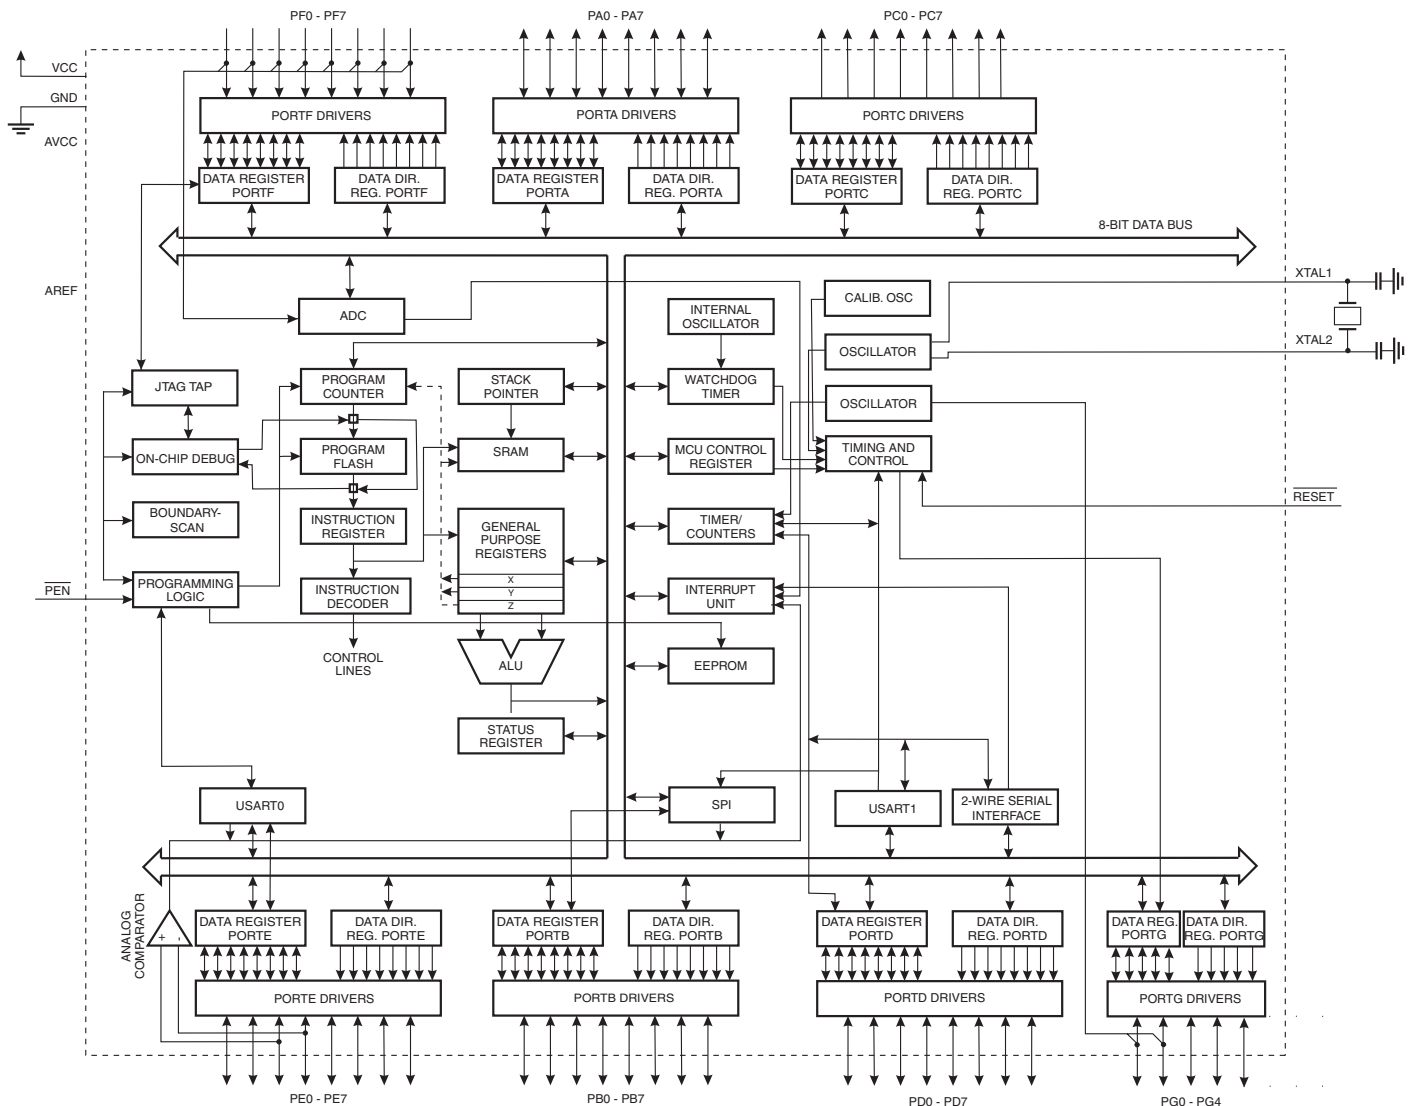 PF0 - PF7
PA0 - PA7
PC0 - PC7
VCC
GND
AVCC
PORTF DRIVERS
PORTA DRIVERS
PORTC DRIVERS
DATA REGISTER
PORTF
DATA DIR.
REG. PORTF
DATA REGISTER
PORTA
DATA DIR.
REG. PORTA
DATA REGISTER
PORTC
DATA DIR.
REG. PORTC
8-BIT DATA BUS
AREF
XTAL1
XTAL2
ADC
INTERNAL
OSCILLATOR
CALIB. OSC
OSCILLATOR
JTAG TAP
PROGRAM
COUNTER
STACK
POINTER
WATCHDOG
TIMER
OSCILLATOR
ON-CHIP DEBUG
PROGRAM
FLASH
SRAM
MCU CONTROL
REGISTER
TIMING AND
CONTROL
RESET
BOUNDARY-
SCAN
INSTRUCTION
REGISTER
GENERAL
PURPOSE
REGISTERS
X
Y
Z
TIMER/
COUNTERS
PEN
PROGRAMMING
LOGIC
INSTRUCTION
DECODER
INTERRUPT
UNIT
CONTROL
LINES
ALU
EEPROM
STATUS
REGISTER
USART0
SPI
USART1
2-WIRE SERIAL
INTERFACE
ANALOG
COMPARATOR
+
-
DATA REGISTER
PORTE
DATA DIR.
REG. PORTE
DATA REGISTER
PORTB
DATA DIR.
REG. PORTB
DATA REGISTER
PORTD
DATA DIR.
REG. PORTD
DATA REG.
PORTG
DATA DIR.
REG. PORTG
PORTE DRIVERS
PORTB DRIVERS
PORTD DRIVERS
PORTG DRIVERS
PE0 - PE7
PB0 - PB7
PD0 - PD7
PG0 - PG4